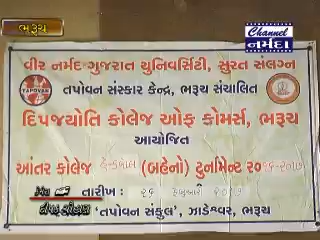 ભરૂચ
Channel
નર્મદા
વીર નર્મદ-ગુજરાત યુનિવર્સિટી, સુરત સંલગ્ન
તપોવન સંસ્કાર કેન્દ્ર, ભરૂચ સંચાલિત
TAPOVAN
દિપજ્યોતિ કોલેજ ઓફ કોમર્સ, ભરૂચ
આયોજિત
આંતર કોલેજ (બહેનો) ટુર્નામેન્ટ
તારીખ :
'તપોવન સંકુલ', ઝાડેશ્વર, ભરૂચ